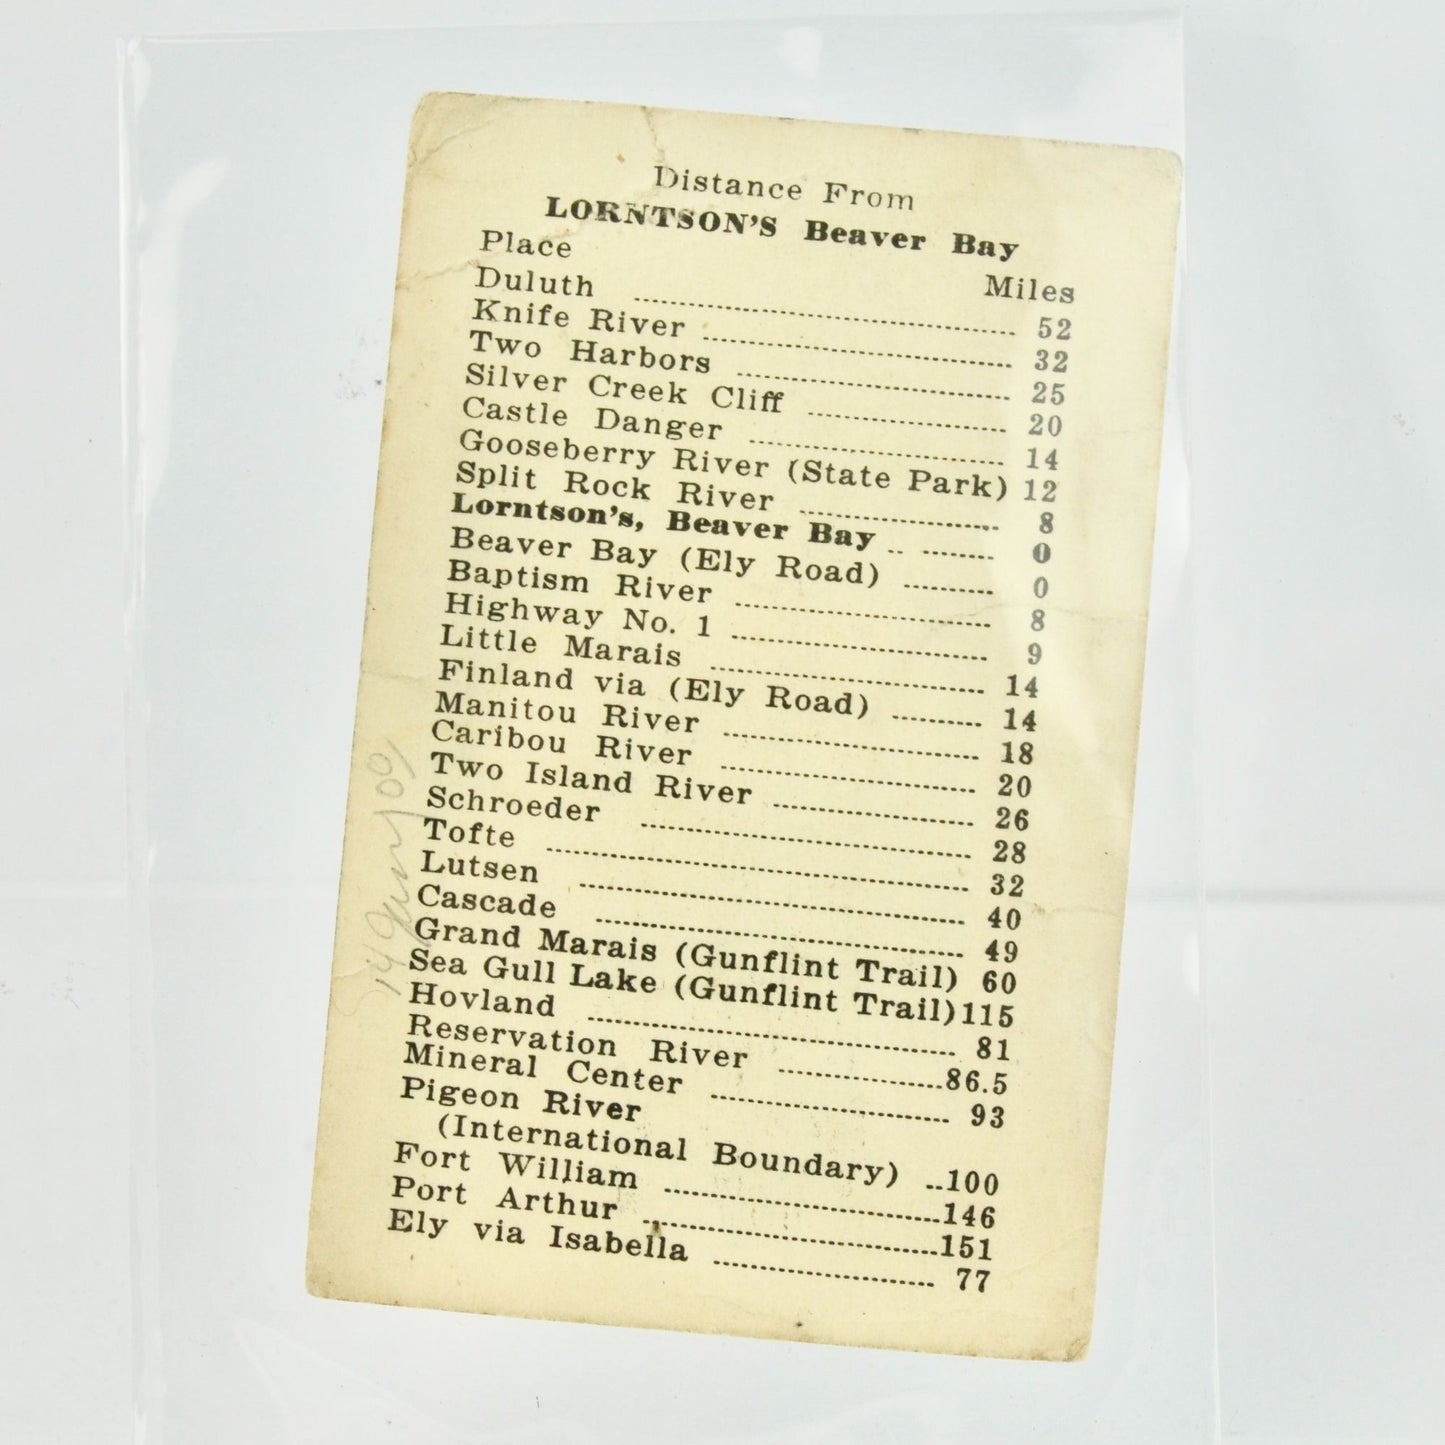 Distance From
LORNTSON'S Beaver Bay
Place Miles
Duluth ........ 52
Knife River ........ 32
Two Harbors ........ 25
Silver Creek Cliff ........ 20
Castle Danger ........ 14
Gooseberry River (State Park) 12
Split Rock River ........ 8
Lorntson's, Beaver Bay .. ........ 0
Beaver Bay (Ely Road) ........ 0
Baptism River ........ 8
Highway No. 1 ........ 9
Little Marais ........ 14
Finland via (Ely Road) ........ 14
Manitou River ........ 18
Caribou River ........ 20
Two Island River ........ 26
Schroeder ........ 28
Tofte ........ 32
Lutsen ........ 40
Cascade ........ 49
Grand Marais (Gunflint Trail) 60
Sea Gull Lake (Gunflint Trail) 115
Hovland ........ 81
Reservation River ........ 86.5
Mineral Center ........ 93
Pigeon River
(International Boundary) ..100
Fort William ........ 146
Port Arthur ........ 151
Ely via Isabella ........ 77